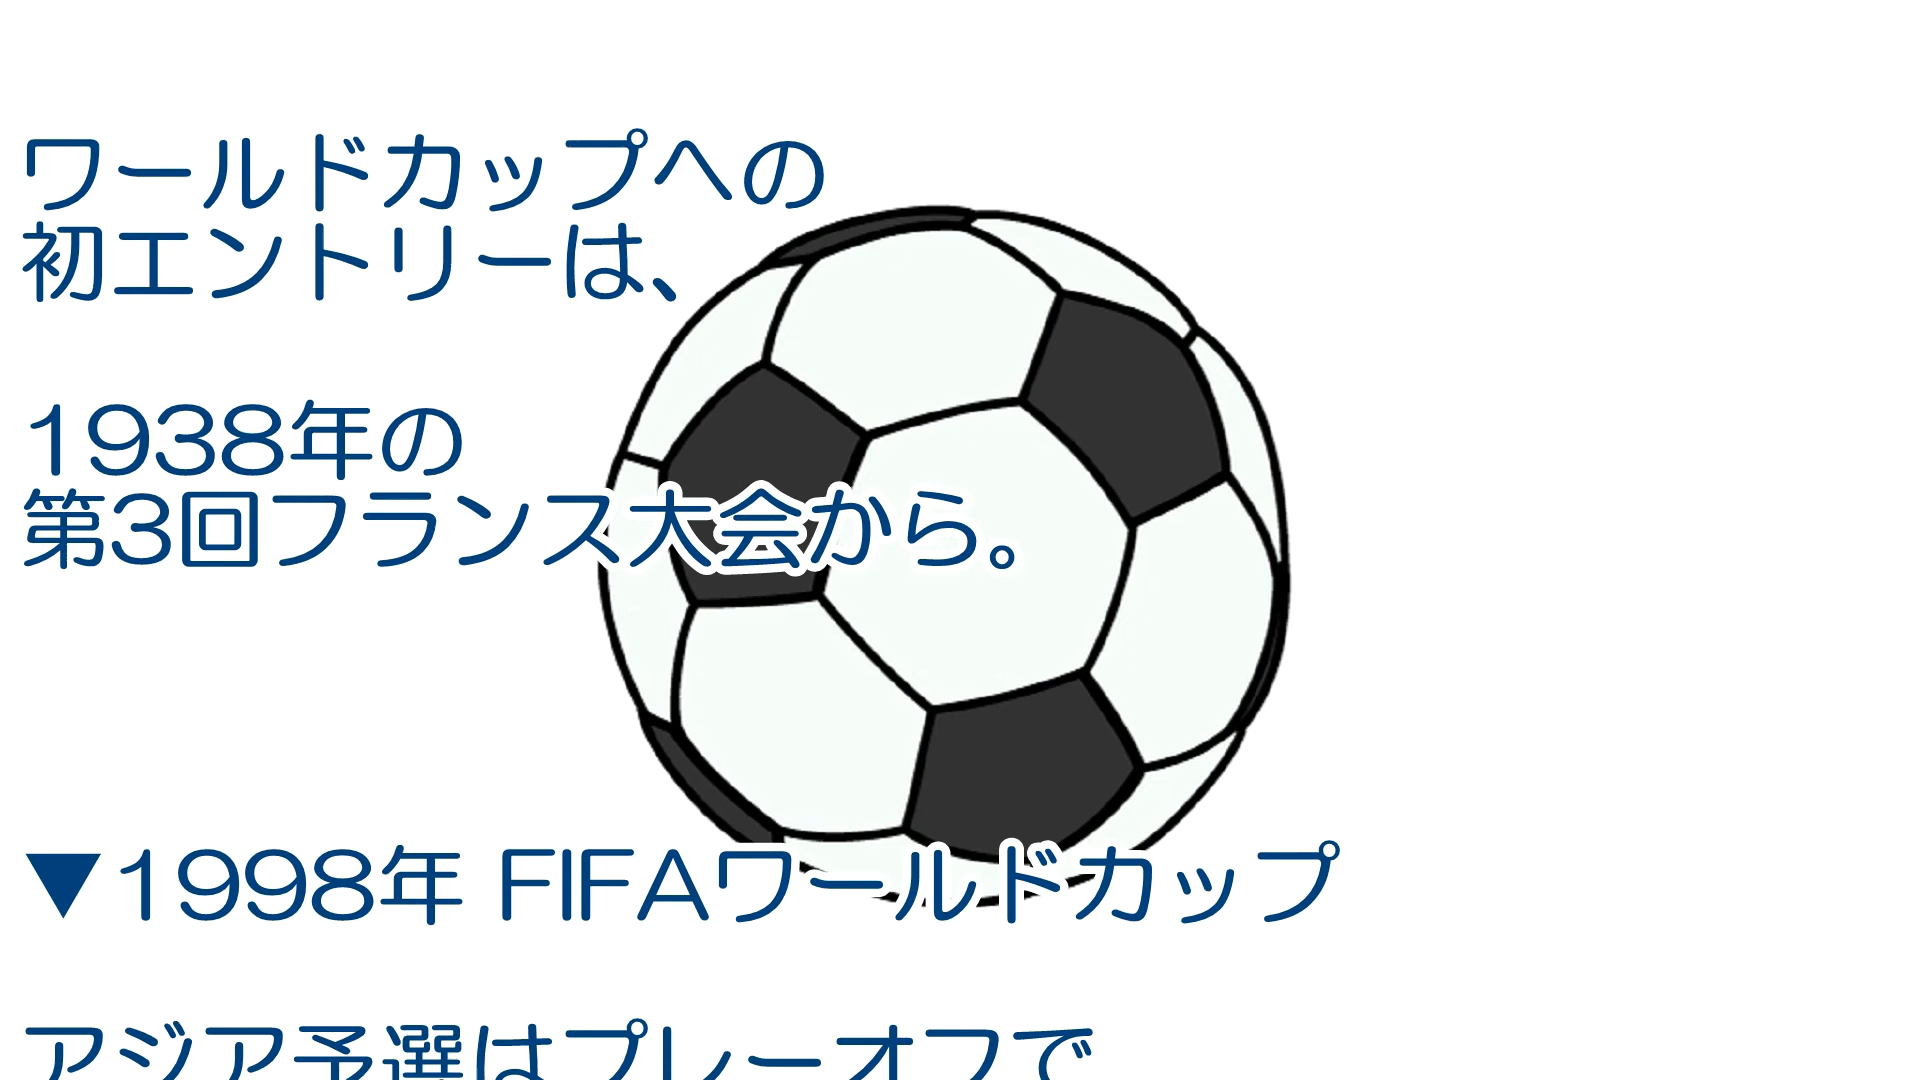 ワールドカップへの
初エントリーは、
1938年の
第3回フランス大会から。
▼1998年 FIFAワールドカップ
アジア予選はプレーオフで